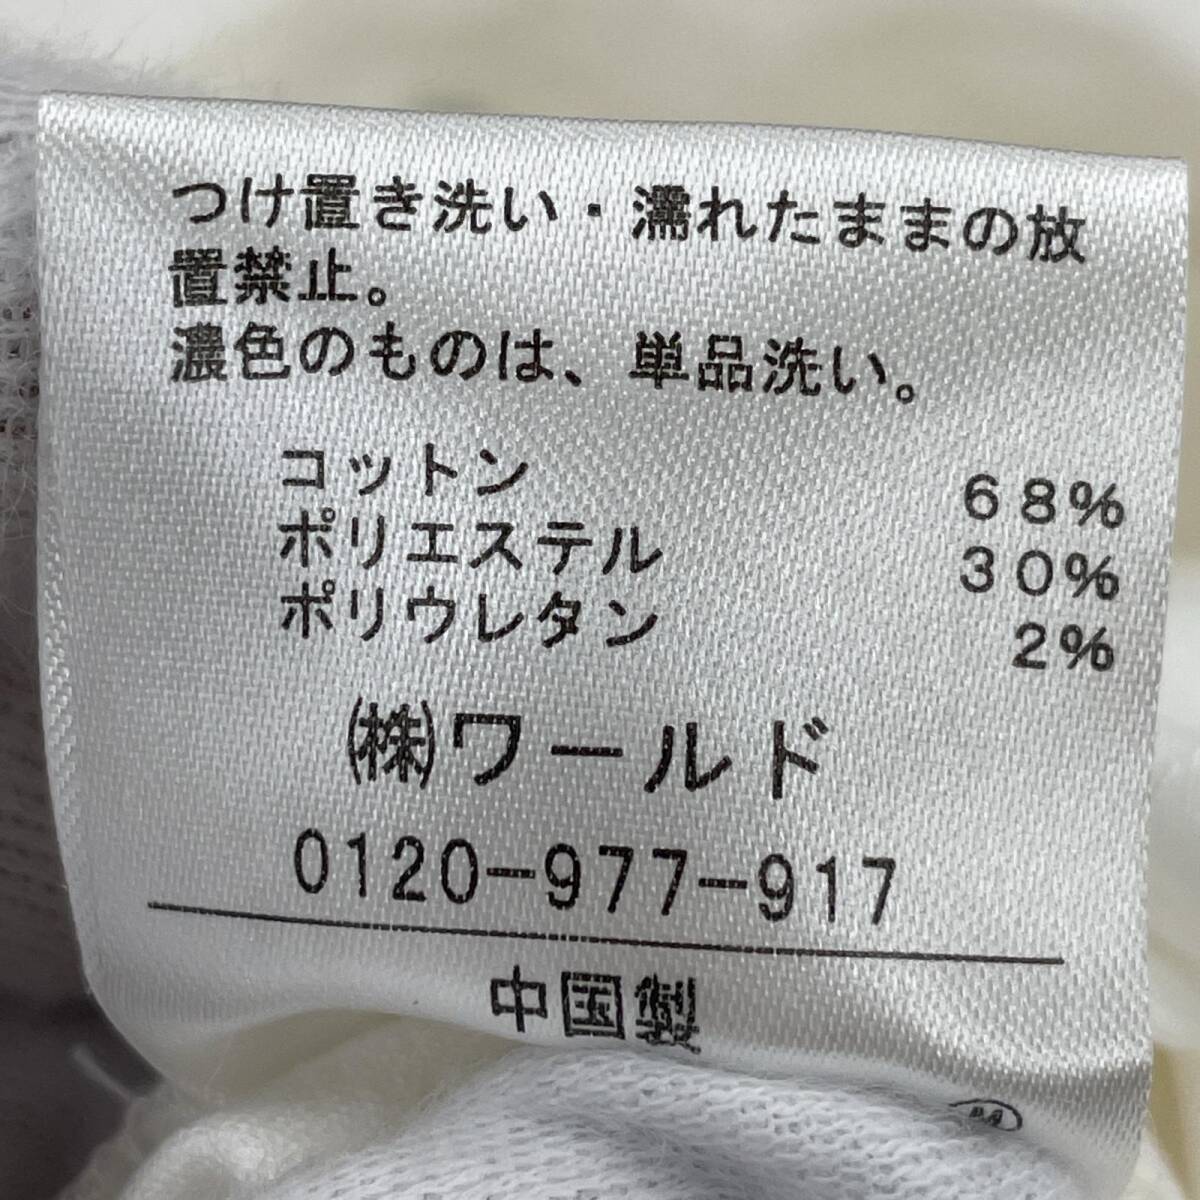 つけ置き洗い・濡れたままの放
置禁止。
濃色のものは、単品洗い。
コットン 68%
ポリエステル 30%
ポリウレタン 2%
㈱ワールド
0120-977-917
中国製
M